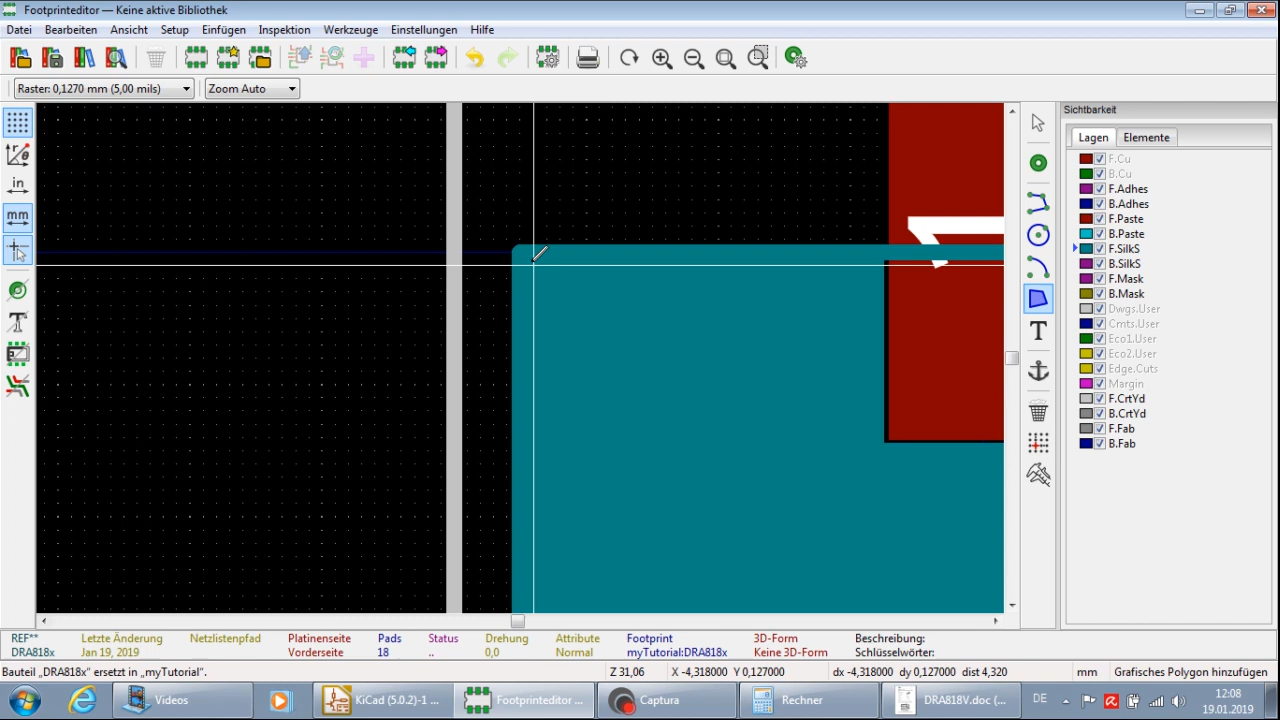 Footprinteditor — Keine aktive Bibliothek
Datei Bearbeiten Ansicht Setup Einfügen Inspektion Werkzeuge Einstellungen Hilfe
Raster: 0,1270 mm (5,00 mils) Zoom Auto
in
mm
Sichtbarkeit
Lagen Elemente
F.Cu
B.Cu
F.Adhes
B.Adhes
F.Paste
B.Paste
F.SilkS
B.SilkS
F.Mask
B.Mask
Dwgs.User
Cmts.User
Eco1.User
Eco2.User
Edge.Cuts
Margin
F.CrtYd
B.CrtYd
F.Fab
B.Fab
REF** Letzte Änderung Netzlistenpfad Platinenseite Pads Status Drehung Attribute Footprint 3D-Form Beschreibung:
DRA818x Jan 19, 2019 Vorderseite 18 .. 0,0 Normal myTutorial:DRA818x Keine 3D-Form Schlüsselwörter:
Bauteil „DRA818x“ ersetzt in „myTutorial“. Z 31,06 X -4,318000 Y 0,127000 dx -4,318000 dy 0,127000 dist 4,320 mm Grafisches Polygon hinzufügen
Videos KiCad (5.0.2)-1 ... Footprinteditor ... Captura Rechner DRA818V.doc (... DE 12:08
19.01.2019